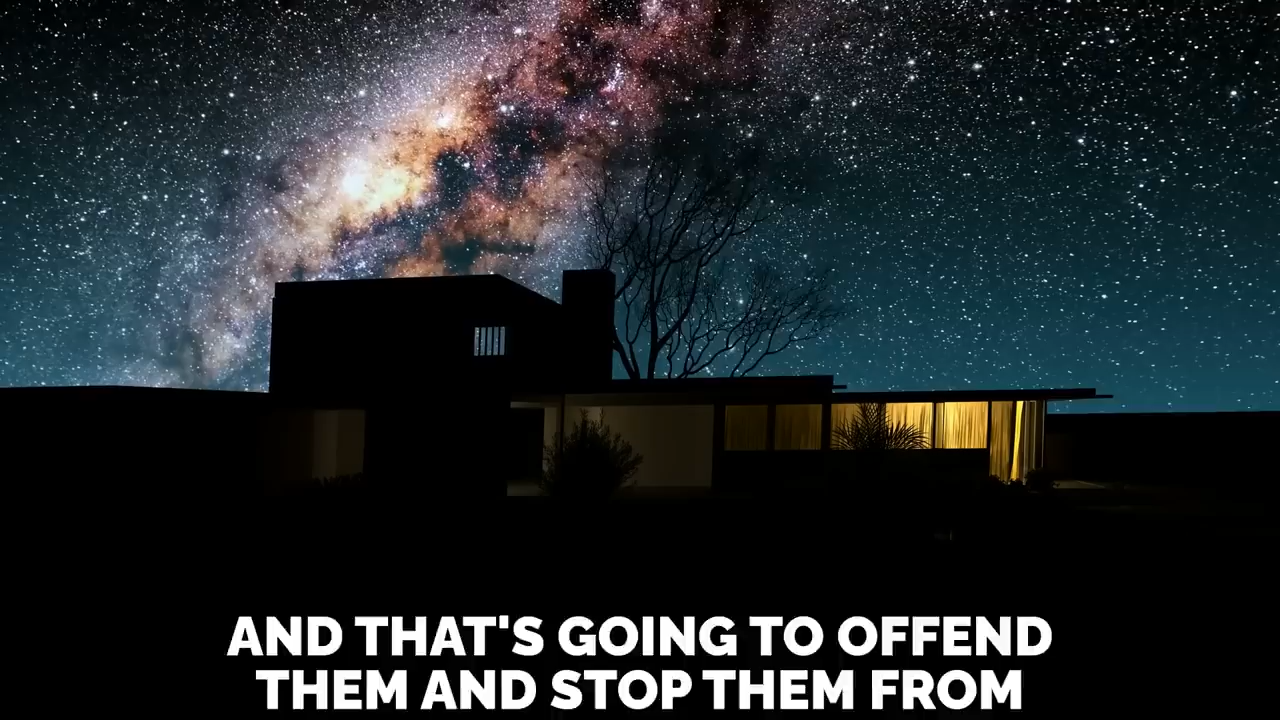 AND THAT'S GOING TO OFFEND
THEM AND STOP THEM FROM